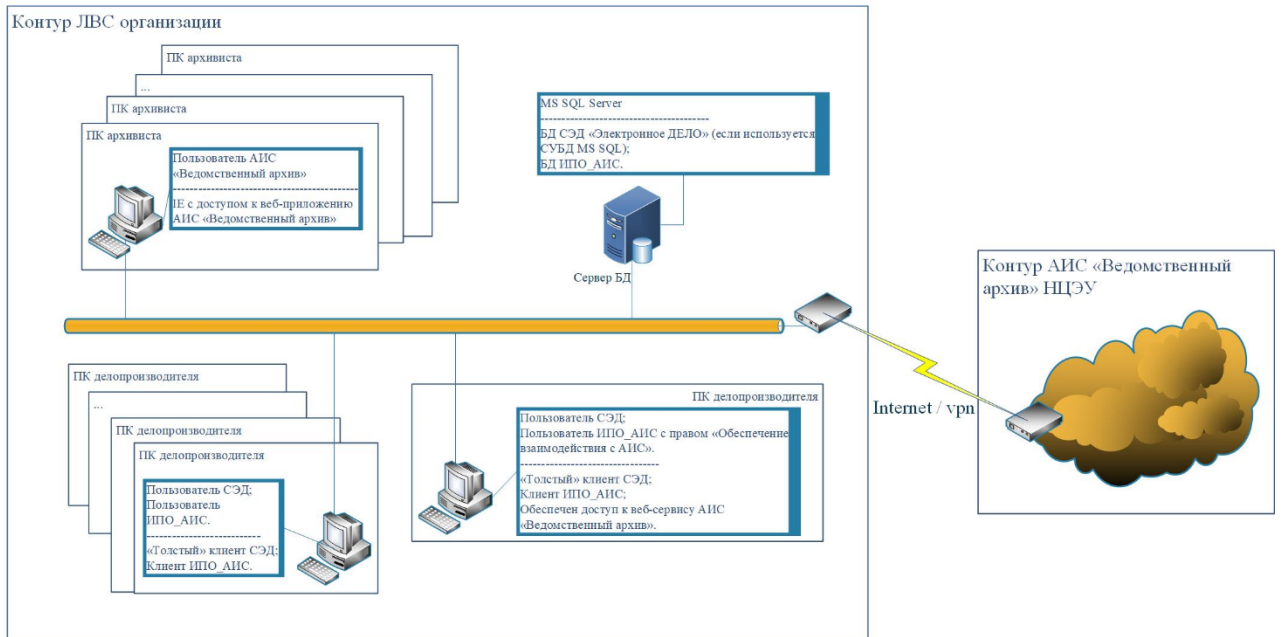 Контур ЛВС организации
ПК архивиста
...
ПК архивиста
ПК архивиста
Пользователь АИС
«Ведомственный архив»
------------------------------------
IE с доступом к веб-приложению
АИС «Ведомственный архив»
MS SQL Server
------------------------------------
БД СЭД «Электронное ДЕЛО» (если используется
СУБД MS SQL);
БД ИПО_АИС.
Сервер БД
ПК делопроизводителя
...
ПК делопроизводителя
ПК делопроизводителя
Пользователь СЭД;
Пользователь
ИПО_АИС.
--------------------------
«Толстый» клиент СЭД;
Клиент ИПО_АИС.
ПК делопроизводителя
Пользователь СЭД;
Пользователь ИПО_АИС с правом «Обеспечение
взаимодействия с АИС».
--------------------------------
«Толстый» клиент СЭД;
Клиент ИПО_АИС;
Обеспечен доступ к веб-сервису АИС
«Ведомственный архив».
Internet / vpn
Контур АИС «Ведомственный
архив» НЦЭУ